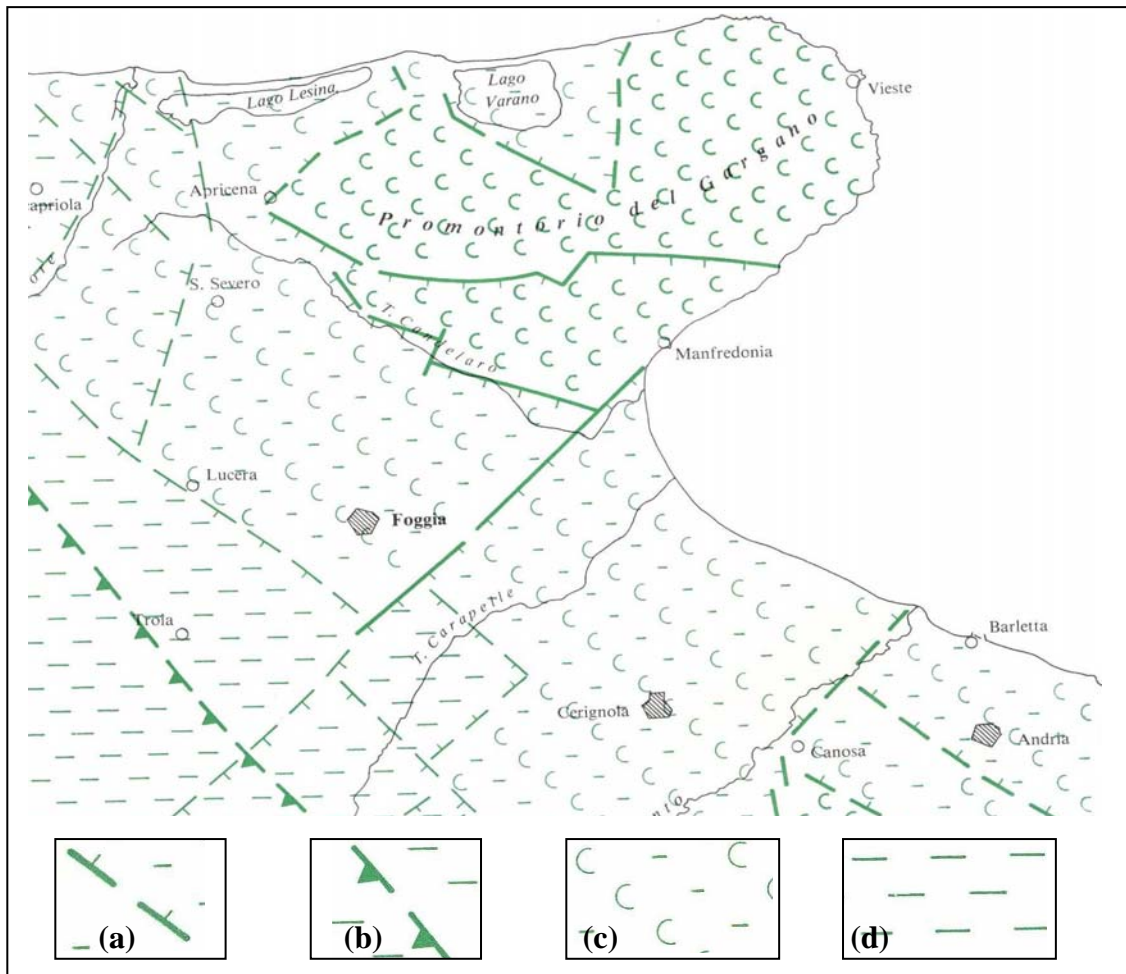 Lago Lesina
Lago
Varano
Vieste
Apricena
apriola
Promontorio del Gargano
S. Severo
T. Candelaro
Manfredonia
Lucera
Foggia
Troia
T. Carapelle
Barletta
Cerignola
Andria
Canosa
(a)
(b)
(c)
(d)